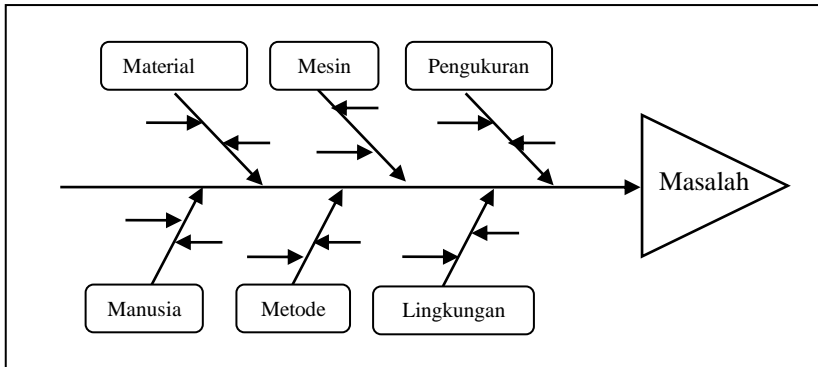 Material
Mesin
Pengukuran
Masalah
Manusia
Metode
Lingkungan